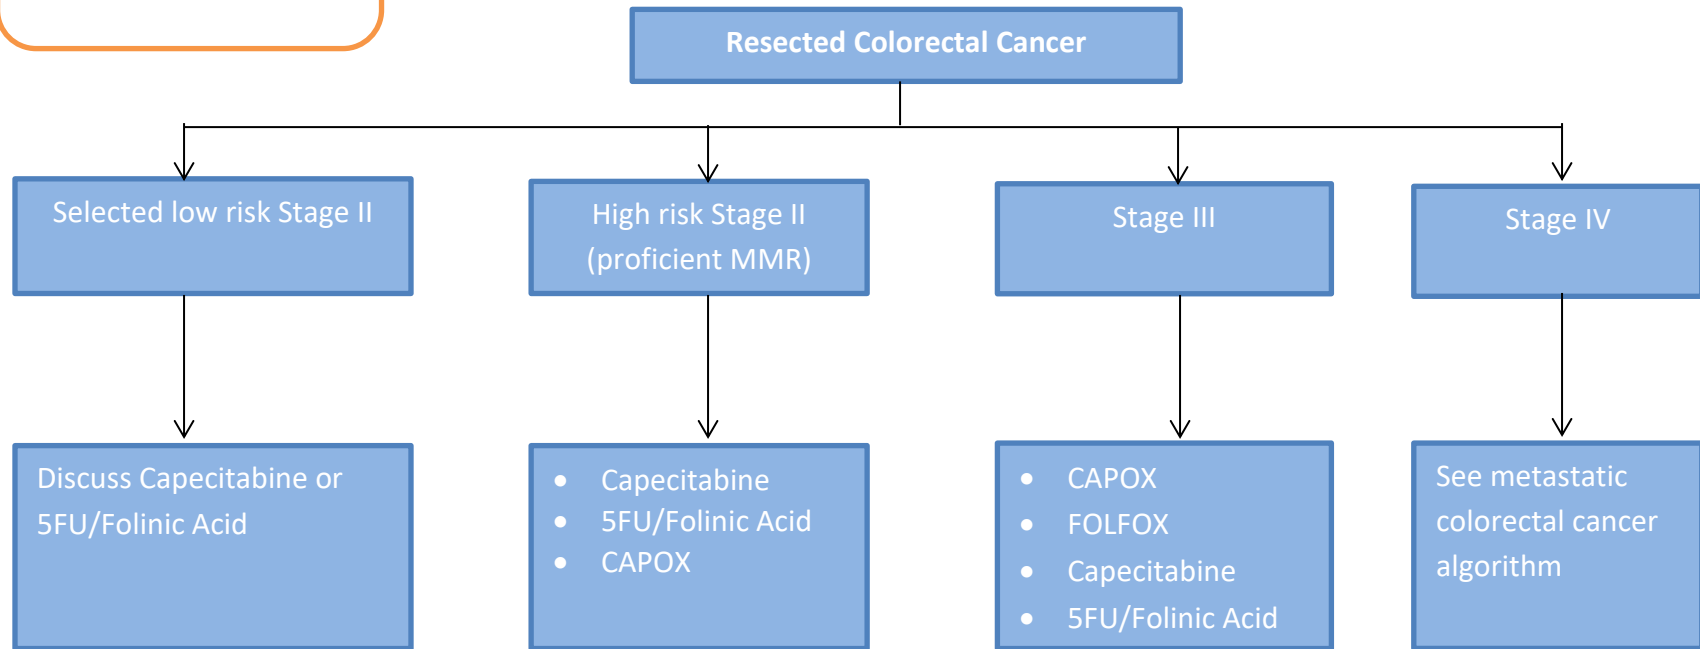 Resected Colorectal Cancer
Selected low risk Stage II
High risk Stage II
(proficient MMR)
Stage III
Stage IV
Discuss Capecitabine or
5FU/Folinic Acid
• Capecitabine
• 5FU/Folinic Acid
• CAPOX
• CAPOX
• FOLFOX
• Capecitabine
• 5FU/Folinic Acid
See metastatic
colorectal cancer
algorithm